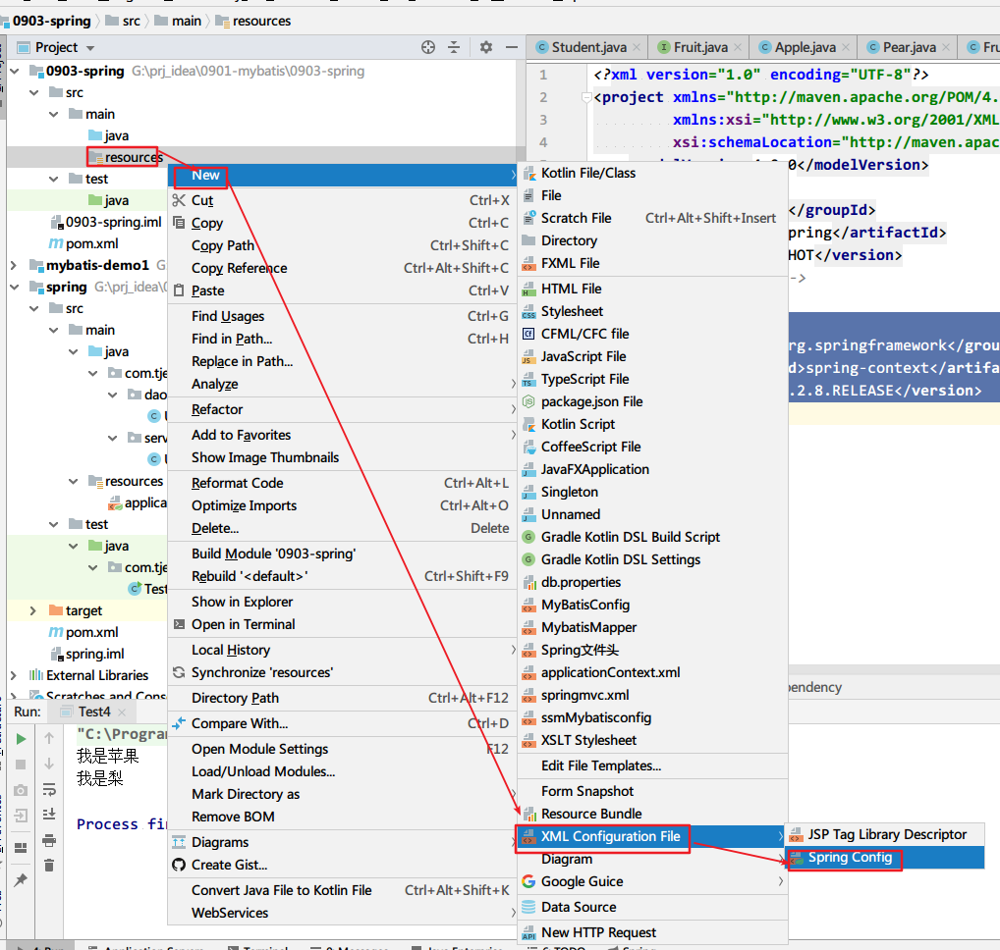 0903-spring src main resources
Project
Student.java Fruit.java Apple.java Pear.java Fru
0903-spring G:\prj_idea\0901-mybatis\0903-spring
src
main
java
resources
test
java
0903-spring.iml
pom.xml
mybatis-demo1 G
spring G:\prj_idea\
src
main
java
com.tje
dao
serv
resources
applica
test
java
com.tje
Test
target
pom.xml
spring.iml
External Libraries
Scratches and Cons
1 <?xml version="1.0" encoding="UTF-8"?>
2 <project xmlns="http://maven.apache.org/POM/4.
3 xmlns:xsi="http://www.w3.org/2001/XML
4 xsi:schemaLocation="http://maven.apac
0</modelVersion>
</groupId>
pring</artifactId>
HOT</version>
->
rg.springframework</grou
d>spring-context</artifa
.2.8.RELEASE</version>
New
Cut Ctrl+X
Copy
Copy Path Ctrl+Shift+C
Copy Reference Ctrl+Alt+Shift+C
Paste Ctrl+V
Find Usages Ctrl+G
Find in Path... Ctrl+H
Replace in Path...
Analyze
Refactor
Add to Favorites
Show Image Thumbnails
Reformat Code Ctrl+Alt+L
Optimize Imports Ctrl+Alt+O
Delete... Delete
Build Module '0903-spring'
Rebuild '<default>' Ctrl+Shift+F9
Show in Explorer
Open in Terminal
Local History
Synchronize 'resources'
Directory Path Ctrl+Alt+F12
Compare With... Ctrl+D
Open Module Settings F12
Load/Unload Modules...
Mark Directory as
Remove BOM
Diagrams
Create Gist...
Convert Java File to Kotlin File Ctrl+Alt+Shift+K
WebServices
Kotlin File/Class
File
Scratch File Ctrl+Alt+Shift+Insert
Directory
FXML File
HTML File
Stylesheet
CFML/CFC file
JavaScript File
TypeScript File
package.json File
Kotlin Script
CoffeeScript File
JavaFXApplication
Singleton
Unnamed
Gradle Kotlin DSL Build Script
Gradle Kotlin DSL Settings
db.properties
MyBatisConfig
MybatisMapper
Spring文件头
applicationContext.xml
springmvc.xml
ssmMybatisconfig
XSLT Stylesheet
Edit File Templates...
Form Snapshot
Resource Bundle
XML Configuration File
Diagram
Google Guice
Data Source
New HTTP Request
JSP Tag Library Descriptor
Spring Config
pendency
Run: Test4
"C:\Progra
我是苹果
我是梨
Process fi